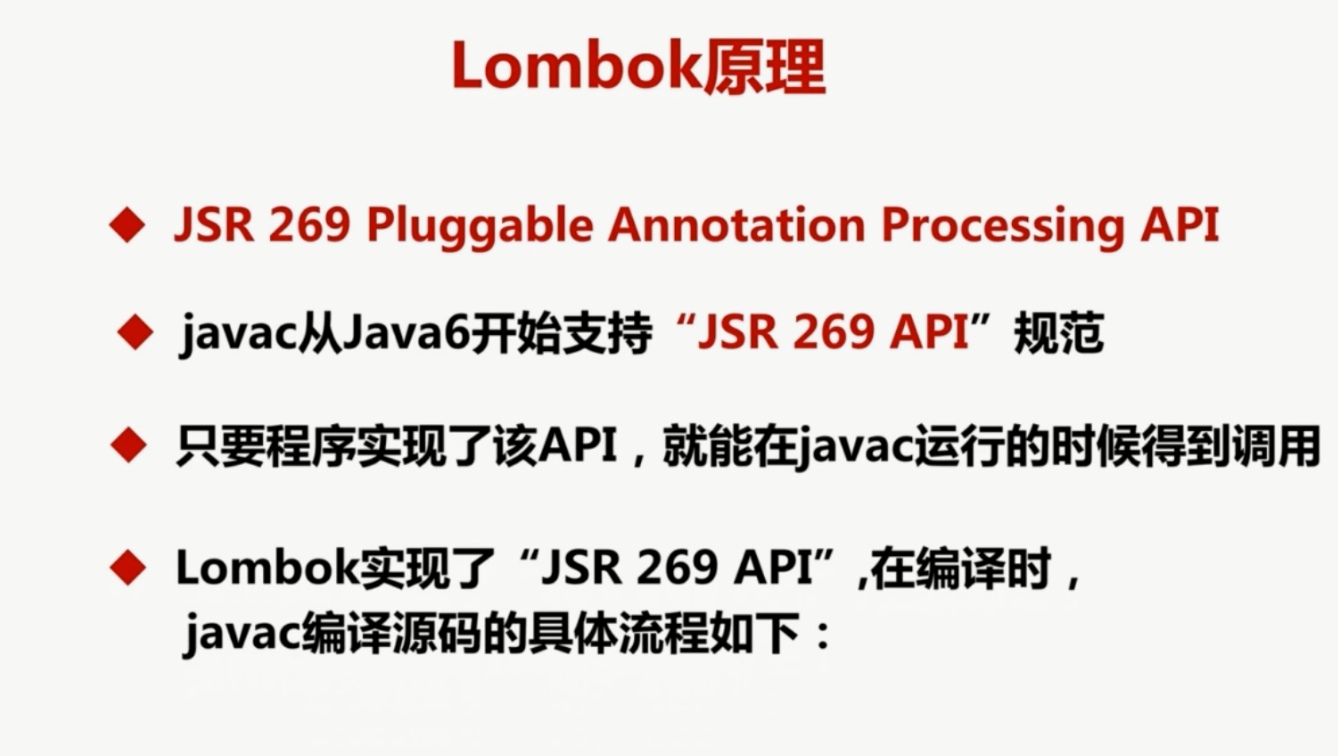 Lombok原理
JSR 269 Pluggable Annotation Processing API
javac从Java6开始支持“JSR 269 API”规范
只要程序实现了该API，就能在javac运行的时候得到调用
Lombok实现了“JSR 269 API”,在编译时，
javac编译源码的具体流程如下：